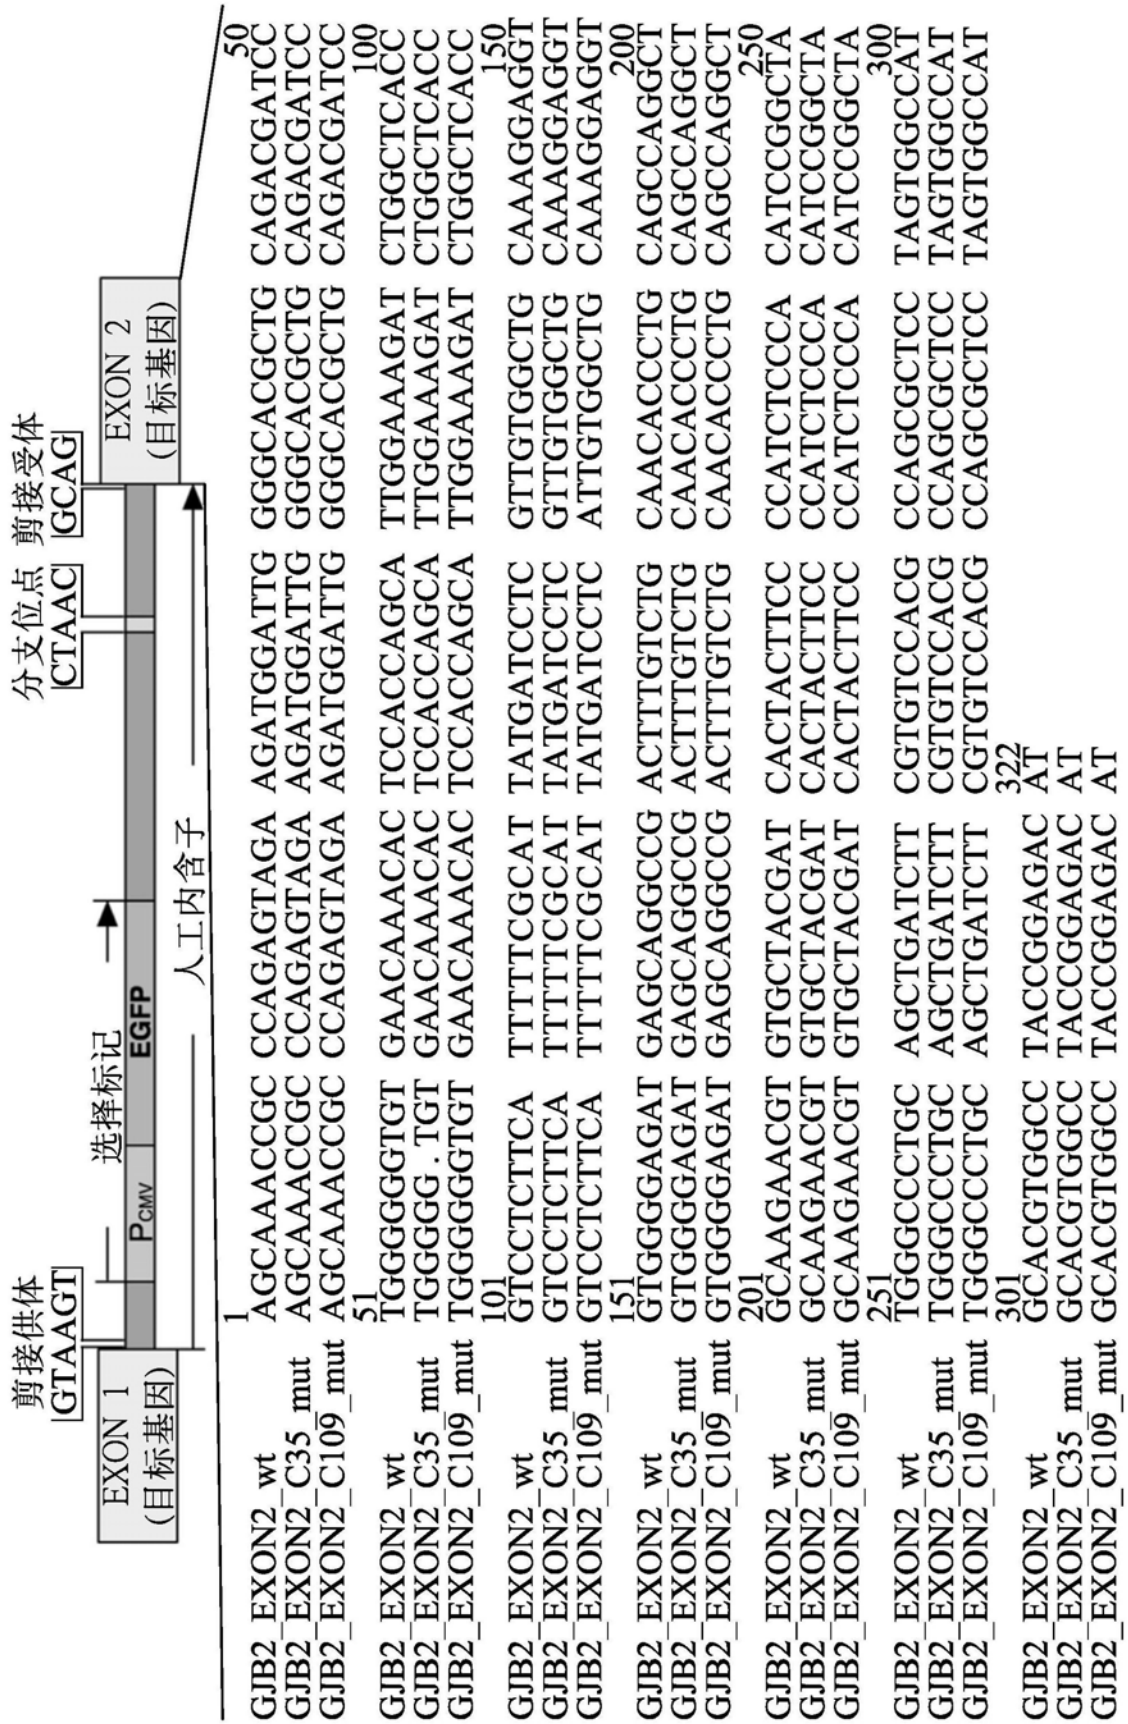 剪接供体
GTAAGT
分支位点 剪接受体
CTAAC GCAG
选择标记
EXON 1
(目标基因)
PCMV EGFP
EXON 2
(目标基因)
人工内含子
1 50
GJB2_EXON2_wt AGCAAACCGC CCAGAGTAGA AGATGGATTG GGGCACGCTG CAGACGATCC
GJB2_EXON2_C35_mut AGCAAACCGC CCAGAGTAGA AGATGGATTG GGGCACGCTG CAGACGATCC
GJB2_EXON2_C109_mut AGCAAACCGC CCAGAGTAGA AGATGGATTG GGGCACGCTG CAGACGATCC
51 100
GJB2_EXON2_wt TGGGGGGTGT GAACAAACAC TCCACCAGCA TTGGAAAGAT CTGGCTCACC
GJB2_EXON2_C35_mut TGGGGG.TGT GAACAAACAC TCCACCAGCA TTGGAAAGAT CTGGCTCACC
GJB2_EXON2_C109_mut TGGGGGGTGT GAACAAACAC TCCACCAGCA TTGGAAAGAT CTGGCTCACC
101 150
GJB2_EXON2_wt GTCCTCTTCA TTTTTCGCAT TATGATCCTC GTTGTGGCTG CAAAGGAGGT
GJB2_EXON2_C35_mut GTCCTCTTCA TTTTTCGCAT TATGATCCTC GTTGTGGCTG CAAAGGAGGT
GJB2_EXON2_C109_mut GTCCTCTTCA TTTTTCGCAT TATGATCCTC ATTGTGGCTG CAAAGGAGGT
151 200
GJB2_EXON2_wt GTGGGGAGAT GAGCAGGCCG ACTTTGTCTG CAACACCCTG CAGCCAGGCT
GJB2_EXON2_C35_mut GTGGGGAGAT GAGCAGGCCG ACTTTGTCTG CAACACCCTG CAGCCAGGCT
GJB2_EXON2_C109_mut GTGGGGAGAT GAGCAGGCCG ACTTTGTCTG CAACACCCTG CAGCCAGGCT
201 250
GJB2_EXON2_wt GCAAGAACGT GTGCTACGAT CACTACTTCC CCATCTCCCA CATCCGGCTA
GJB2_EXON2_C35_mut GCAAGAACGT GTGCTACGAT CACTACTTCC CCATCTCCCA CATCCGGCTA
GJB2_EXON2_C109_mut GCAAGAACGT GTGCTACGAT CACTACTTCC CCATCTCCCA CATCCGGCTA
251 300
GJB2_EXON2_wt TGGGCCCTGC AGCTGATCTT CGTGTCCACG CCAGCGCTCC TAGTGGCCAT
GJB2_EXON2_C35_mut TGGGCCCTGC AGCTGATCTT CGTGTCCACG CCAGCGCTCC TAGTGGCCAT
GJB2_EXON2_C109_mut TGGGCCCTGC AGCTGATCTT CGTGTCCACG CCAGCGCTCC TAGTGGCCAT
301 322
GJB2_EXON2_wt GCACGTGGCC TACCGGAGAC AT
GJB2_EXON2_C35_mut GCACGTGGCC TACCGGAGAC AT
GJB2_EXON2_C109_mut GCACGTGGCC TACCGGAGAC AT